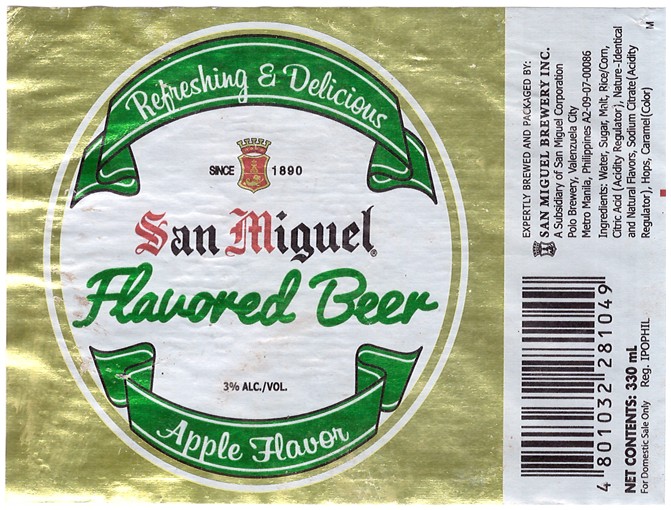 Refreshing & Delicious
SINCE 1890
San Miguel®
Flavored Beer
3% ALC./VOL.
Apple Flavor
EXPERTLY BREWED AND PACKAGED BY:
SAN MIGUEL BREWERY INC.
A Subsidiary of San Miguel Corporation
Polo Brewery, Valenzuela City
Metro Manila, Philippines A2-09-07-00086
Ingredients: Water, Sugar, Malt, Rice/Corn,
Citric Acid (Acidity Regulator), Nature-Identical
and Natural Flavors, Sodium Citrate (Acidity
Regulator), Hops, Caramel (Color)
M
4 801032 281049
NET CONTENTS: 330 mL
For Domestic Sale Only Reg. IPOPHIL